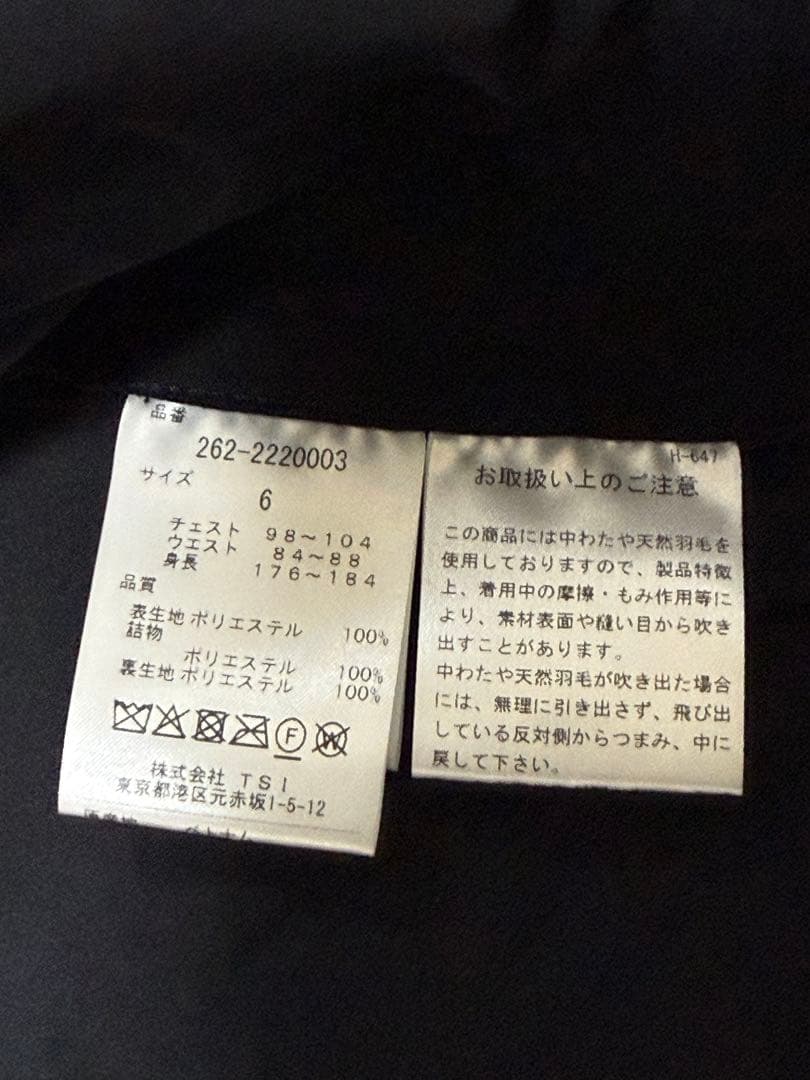 品番
262-2220003
サイズ
6
チェスト 98～104
ウエスト 84～88
身長 176～184
品質
表生地 ポリエステル 100%
詰物
ポリエステル 100%
裏生地 ポリエステル 100%
F W
株式会社 TSI
東京都港区元赤坂1-5-12
H-647
お取扱い上のご注意
この商品には中わたや天然羽毛を
使用しておりますので、製品特徴
上、着用中の摩擦・もみ作用等に
より、素材表面や縫い目から吹き
出すことがあります。
中わたや天然羽毛が吹き出た場合
には、無理に引き出さず、飛び出
している反対側からつまみ、中に
戻して下さい。